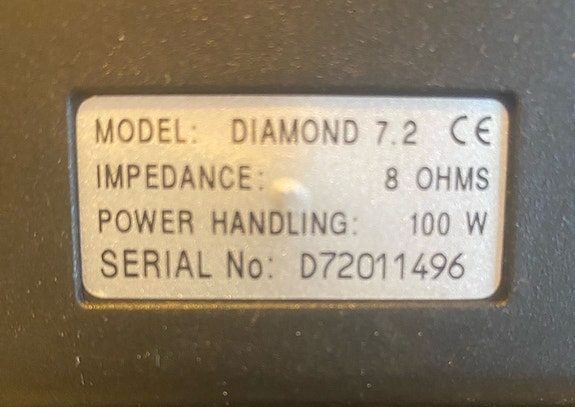 MODEL: DIAMOND 7.2 CE
IMPEDANCE: 8 OHMS
POWER HANDLING: 100 W
SERIAL No: D72011496